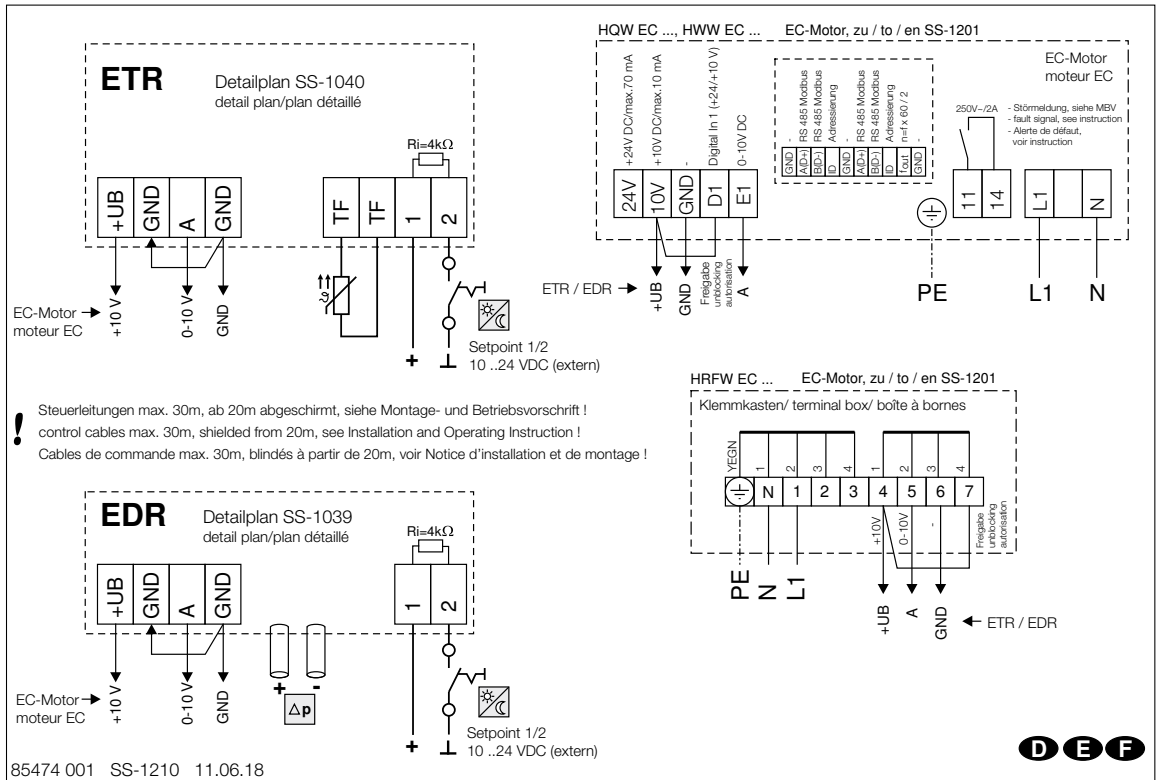 ETR
Detailplan SS-1040
detail plan/plan détaillé
Ri=4kΩ
+UB
GND
A
GND
TF
TF
1
2
EC-Motor
moteur EC
+10 V
0-10 V
GND
ϑ
+
Setpoint 1/2
10 ..24 VDC (extern)
! Steuerleitungen max. 30m, ab 20m abgeschirmt, siehe Montage- und Betriebsvorschrift !
control cables max. 30m, shielded from 20m, see Installation and Operating Instruction !
Cables de commande max. 30m, blindés à partir de 20m, voir Notice d'installation et de montage !
EDR
Detailplan SS-1039
detail plan/plan détaillé
Ri=4kΩ
+UB
GND
A
GND
1
2
EC-Motor
moteur EC
+10 V
0-10 V
GND
+ -
Δp
+
Setpoint 1/2
10 ..24 VDC (extern)
85474 001 SS-1210 11.06.18
HQW EC ..., HWW EC ... EC-Motor, zu / to / en SS-1201
EC-Motor
moteur EC
+24V DC/max.70 mA
+10V DC/max.10 mA
-
Digital In 1 (+24/+10 V)
0-10V DC
24V
10V
GND
D1
E1
-
RS 485 Modbus
RS 485 Modbus
Adressierung
-
RS 485 Modbus
RS 485 Modbus
Adressierung
n=f x 60 / 2
-
GND
A(D+)
B(D-)
ID
GND
A(D+)
B(D-)
ID
fout
GND
250V~/2A
- Störmeldung, siehe MBV
- fault signal, see instruction
- Alerte de défaut,
voir instruction
11
14
L1
N
ETR / EDR
+UB
GND
Freigabe
unblocking
autorisation
A
PE
L1
N
HRFW EC ... EC-Motor, zu / to / en SS-1201
Klemmkasten/ terminal box/ boîte à bornes
YEGN
1
2
3
4
1
2
3
4
N
1
2
3
4
5
6
7
+10V
0-10V
-
Freigabe
unblocking
autorisation
PE
N
L1
+UB
A
GND
ETR / EDR
D E F